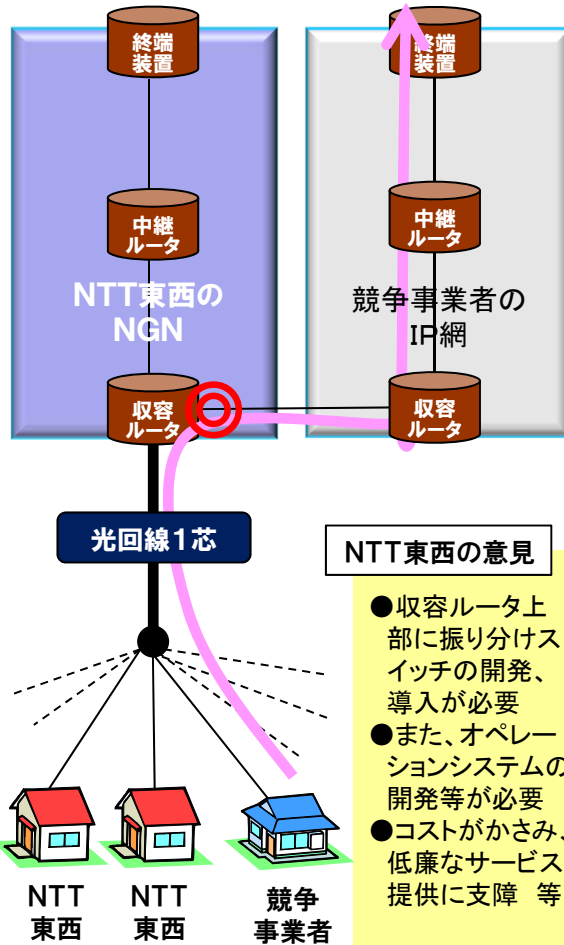 終端
装置
終端
装置
中継
ルータ
中継
ルータ
NTT東西の
NGN
競争事業者の
IP網
収容
ルータ
収容
ルータ
光回線1芯
NTT東西の意見
●収容ルータ上
部に振り分けス
イッチの開発、
導入が必要
●また、オペレー
ションシステムの
開発等が必要
●コストがかさみ、
低廉なサービス
提供に支障 等
NTT
東西
NTT
東西
競争
事業者